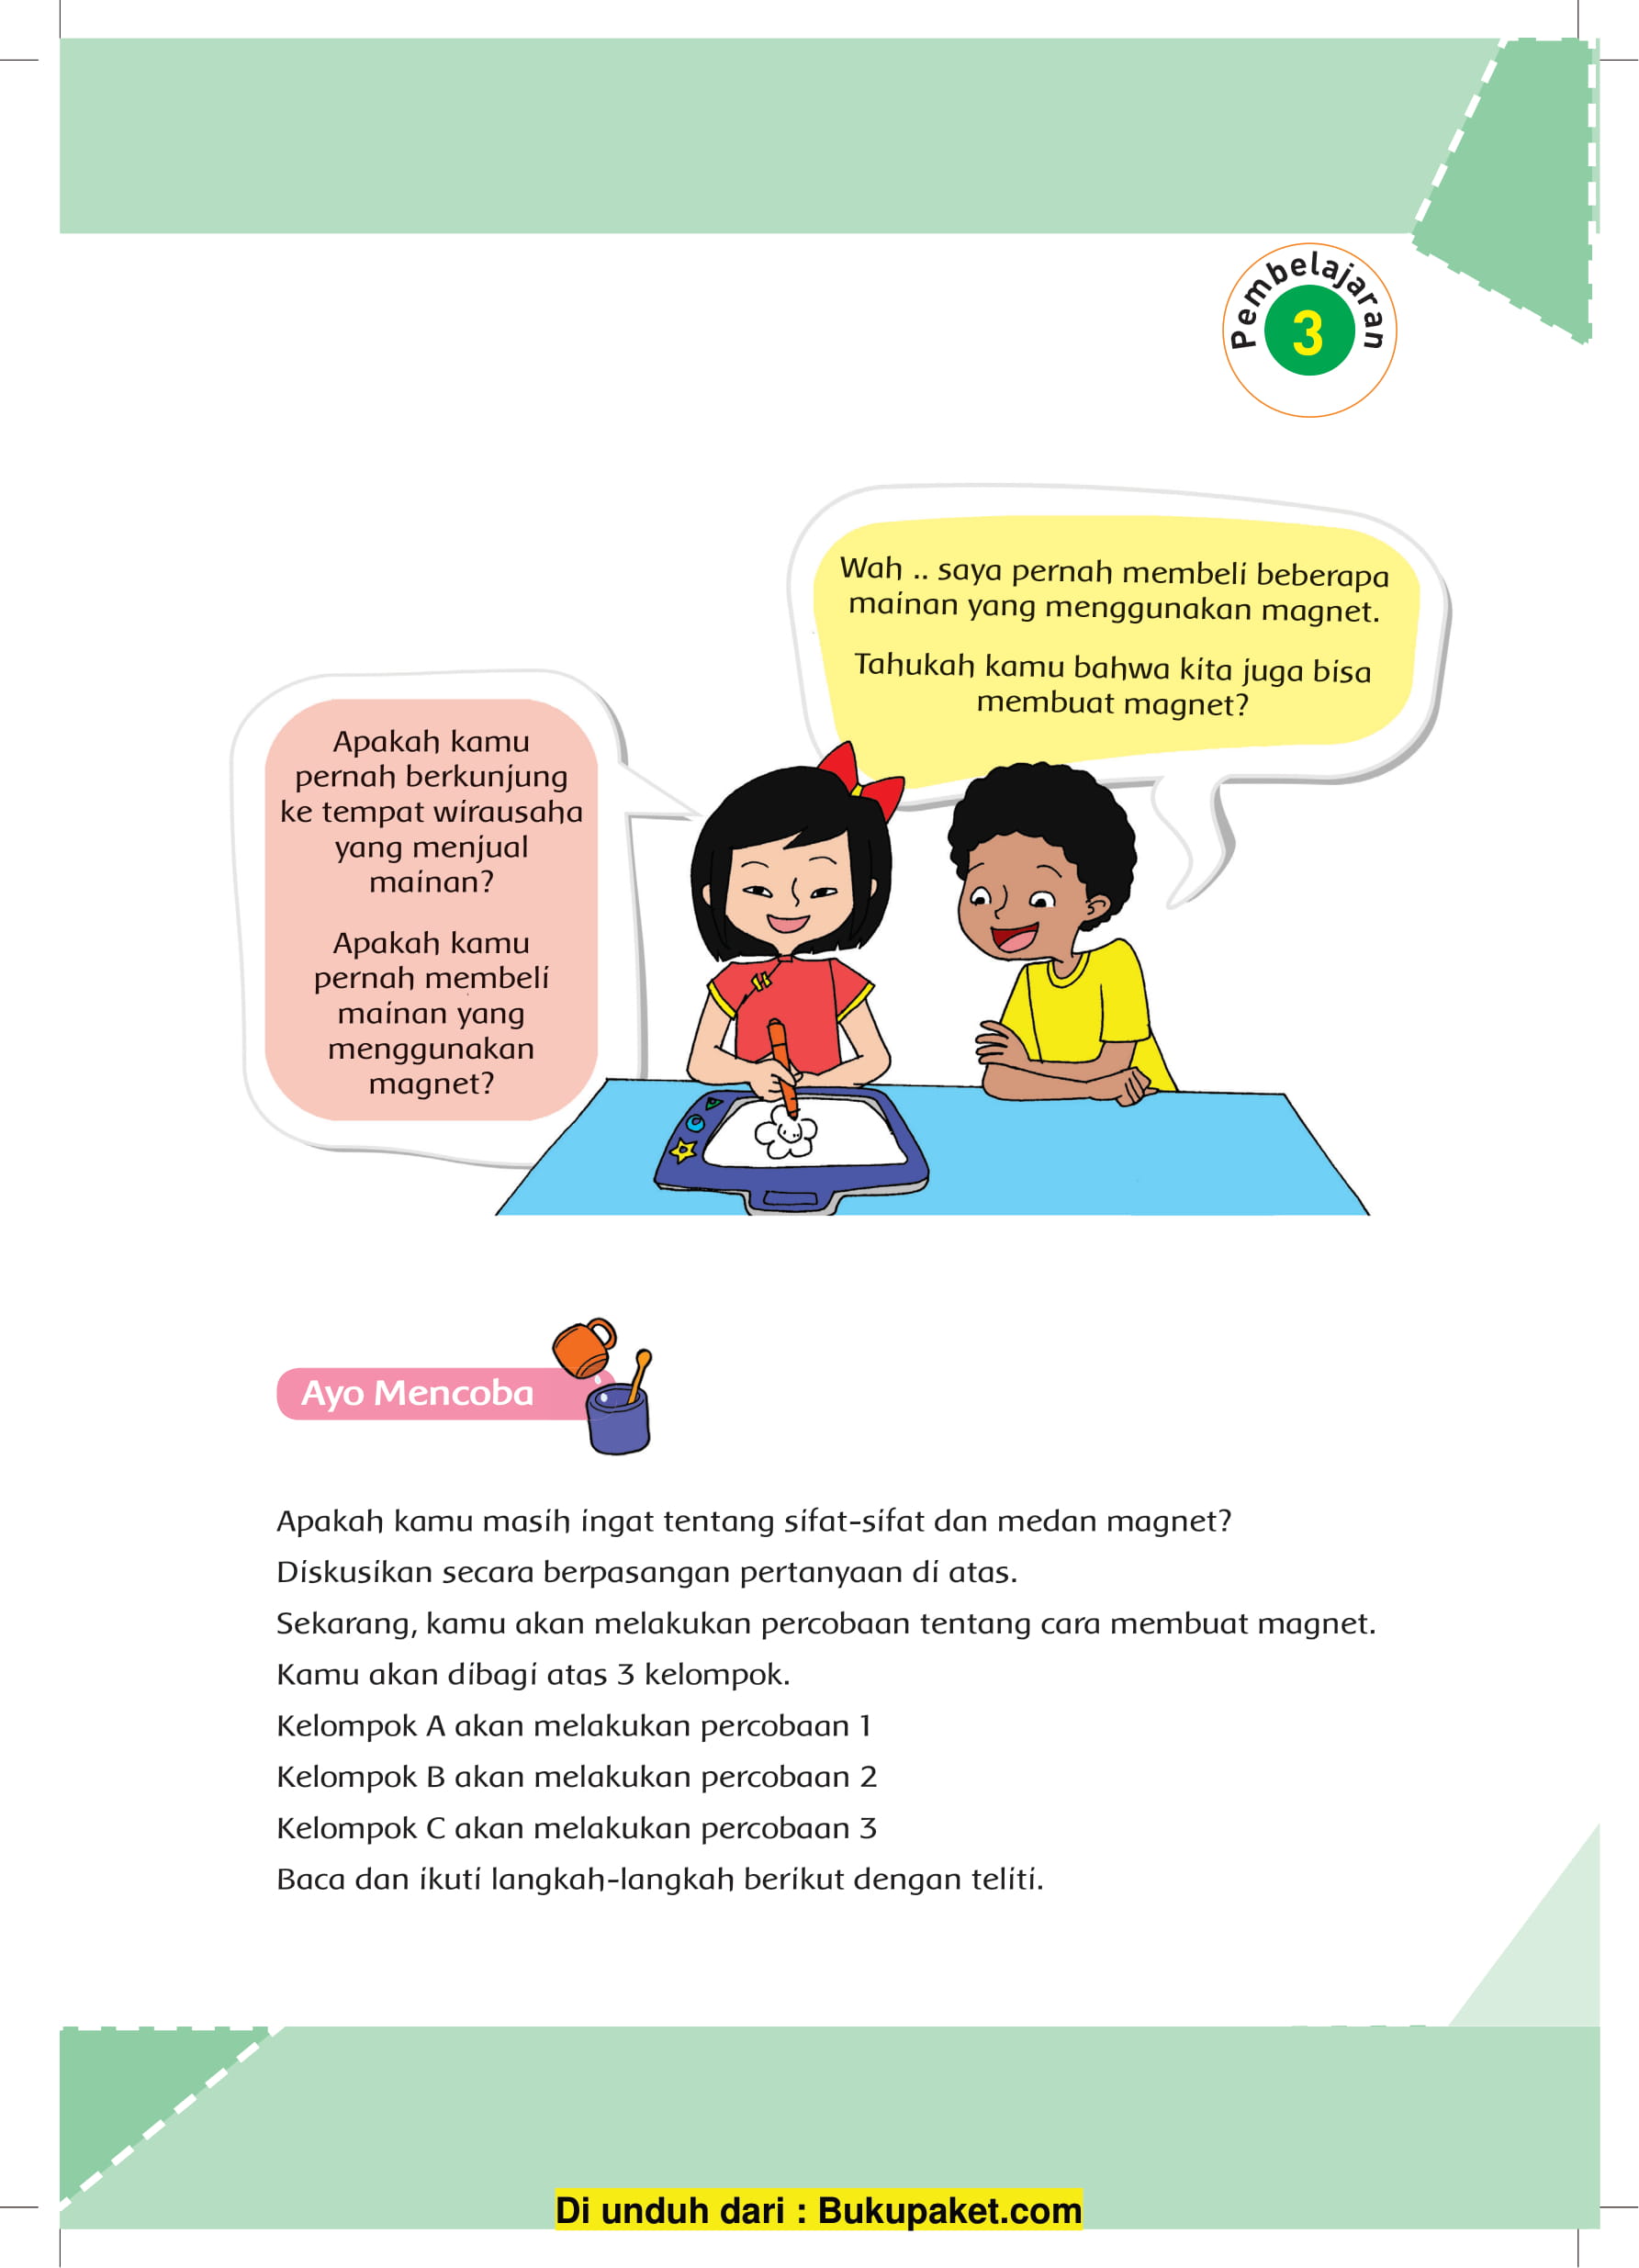 Pembelajaran
3
Wah .. saya pernah membeli beberapa
mainan yang menggunakan magnet.
Tahukah kamu bahwa kita juga bisa
membuat magnet?
Apakah kamu
pernah berkunjung
ke tempat wirausaha
yang menjual
mainan?
Apakah kamu
pernah membeli
mainan yang
menggunakan
magnet?
Ayo Mencoba
Apakah kamu masih ingat tentang sifat-sifat dan medan magnet?
Diskusikan secara berpasangan pertanyaan di atas.
Sekarang, kamu akan melakukan percobaan tentang cara membuat magnet.
Kamu akan dibagi atas 3 kelompok.
Kelompok A akan melakukan percobaan 1
Kelompok B akan melakukan percobaan 2
Kelompok C akan melakukan percobaan 3
Baca dan ikuti langkah-langkah berikut dengan teliti.
Di unduh dari : Bukupaket.com